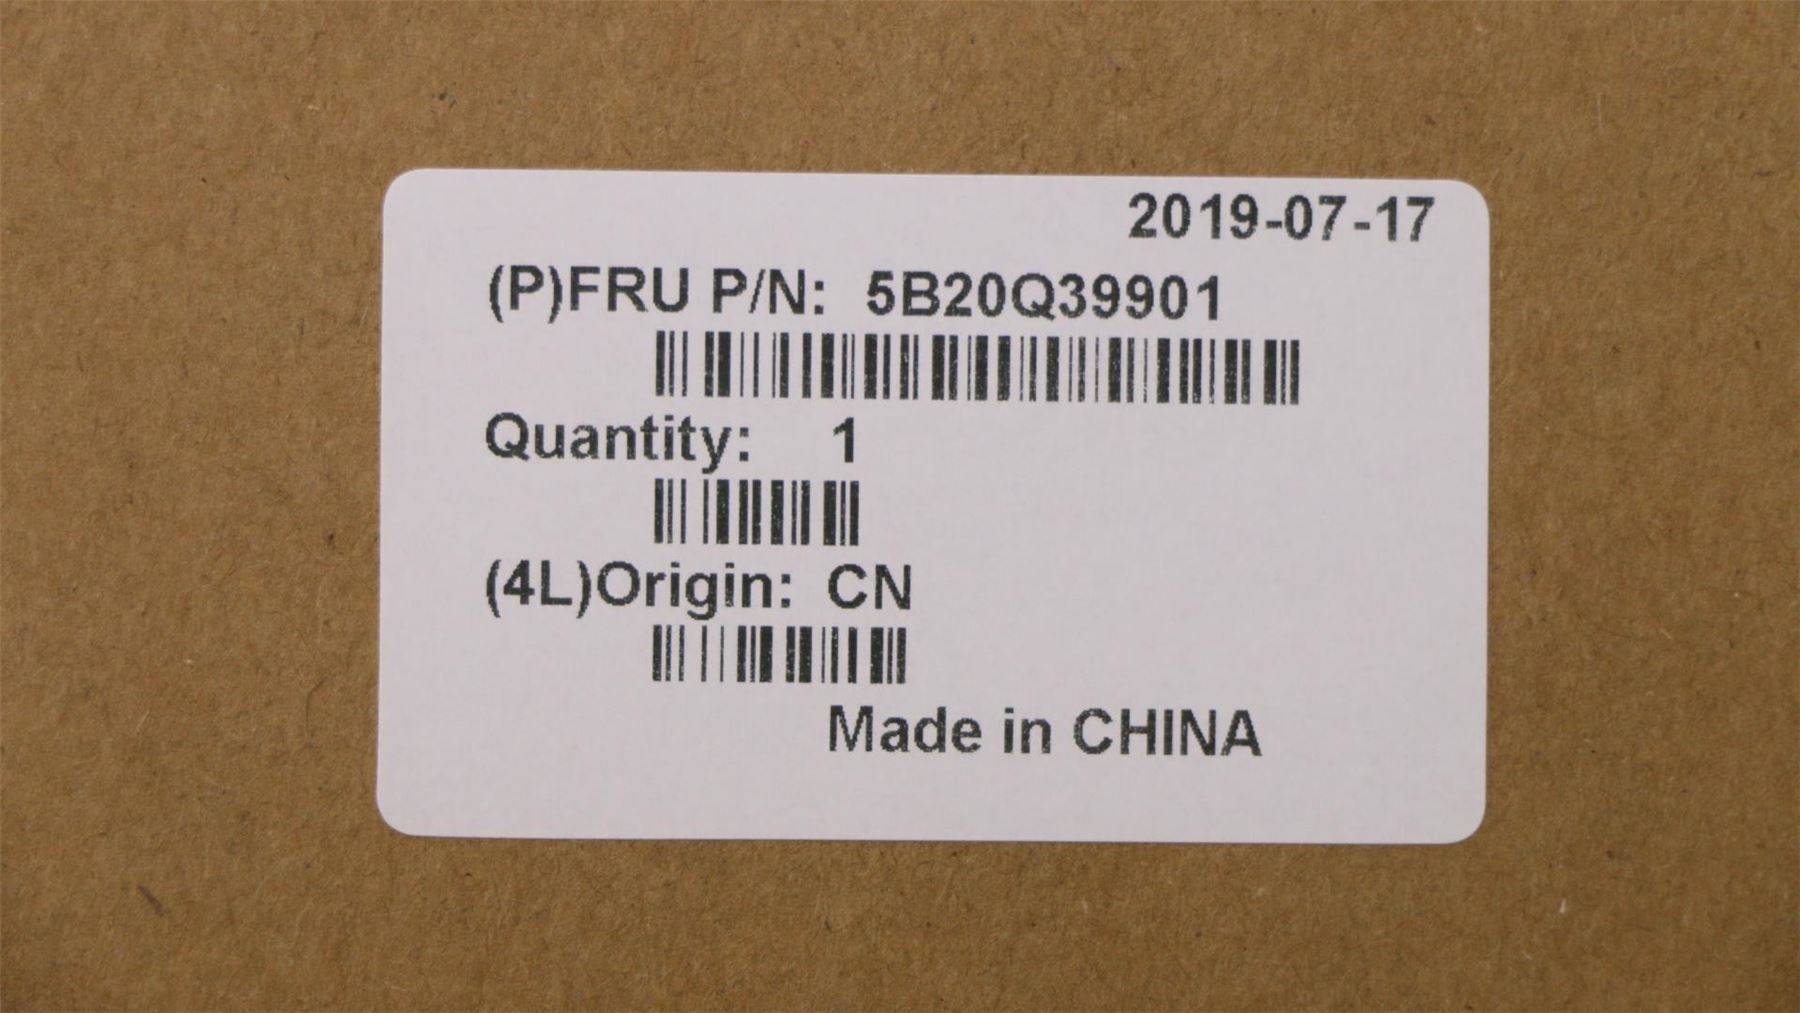 2019-07-17
(P)FRU P/N: 5B20Q39901
Quantity: 1
(4L)Origin: CN
Made in CHINA